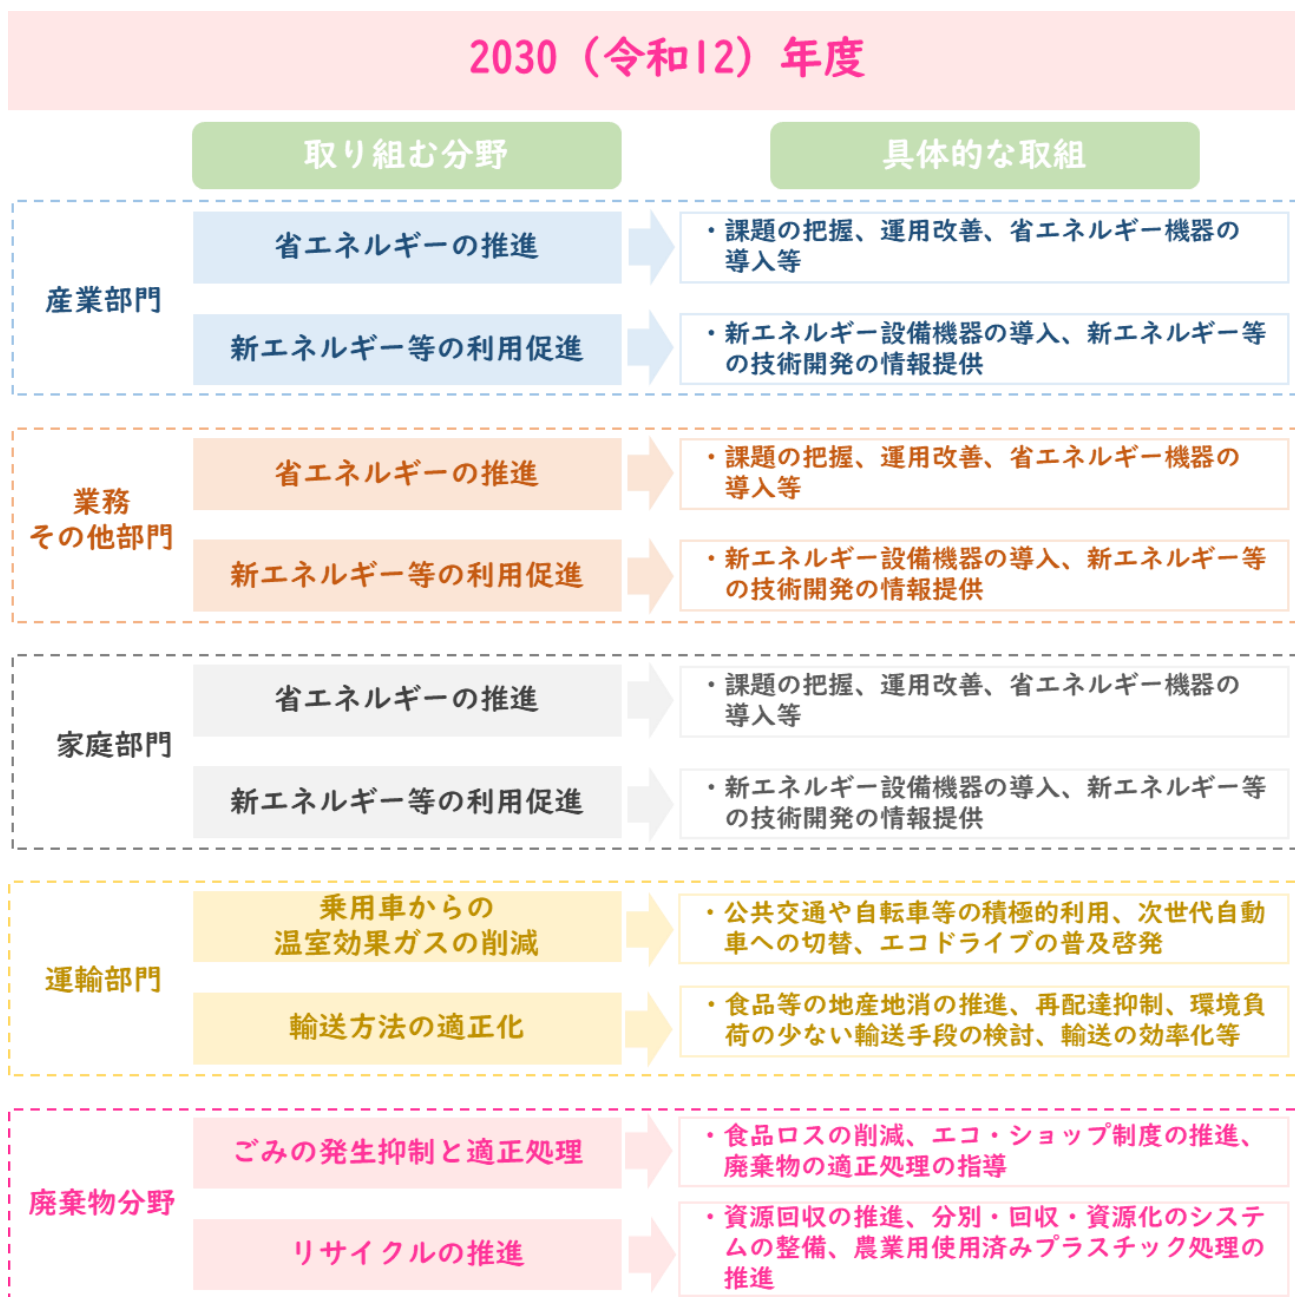 2030（令和12）年度
取り組む分野
具体的な取組
産業部門
省エネルギーの推進
・課題の把握、運用改善、省エネルギー機器の
導入等
新エネルギー等の利用促進
・新エネルギー設備機器の導入、新エネルギー等
の技術開発の情報提供
業務
その他部門
省エネルギーの推進
・課題の把握、運用改善、省エネルギー機器の
導入等
新エネルギー等の利用促進
・新エネルギー設備機器の導入、新エネルギー等
の技術開発の情報提供
家庭部門
省エネルギーの推進
・課題の把握、運用改善、省エネルギー機器の
導入等
新エネルギー等の利用促進
・新エネルギー設備機器の導入、新エネルギー等
の技術開発の情報提供
運輸部門
乗用車からの
温室効果ガスの削減
・公共交通や自転車等の積極的利用、次世代自動
車への切替、エコドライブの普及啓発
輸送方法の適正化
・食品等の地産地消の推進、再配達抑制、環境負
荷の少ない輸送手段の検討、輸送の効率化等
廃棄物分野
ごみの発生抑制と適正処理
・食品ロスの削減、エコ・ショップ制度の推進、
廃棄物の適正処理の指導
リサイクルの推進
・資源回収の推進、分別・回収・資源化のシステ
ムの整備、農業用使用済みプラスチック処理の
推進